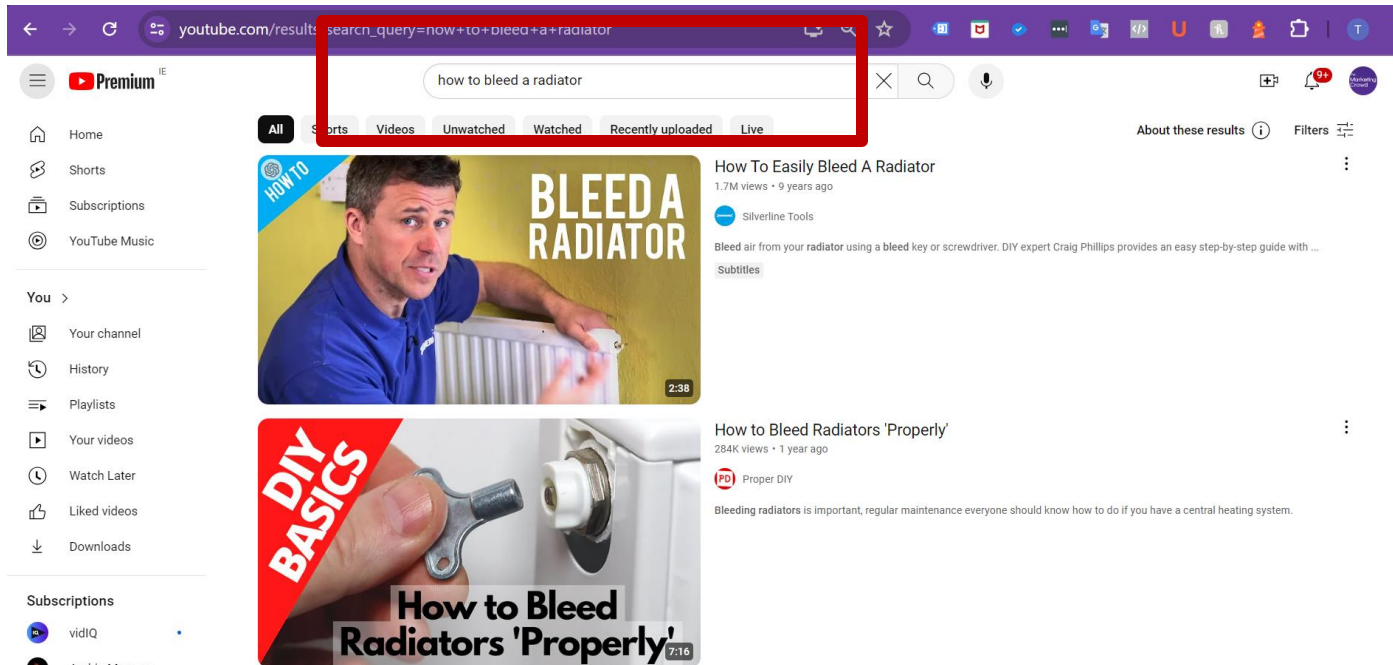 youtube.com/results?search_query=how+to+bleed+a+radiator
T
Premium IE
how to bleed a radiator
9+
The Marketing Crowd
All Shorts Videos Unwatched Watched Recently uploaded Live
About these results Filters
Home
Shorts
Subscriptions
YouTube Music
You
Your channel
History
Playlists
Your videos
Watch Later
Liked videos
Downloads
Subscriptions
vidIQ
HOW TO
BLEED A
RADIATOR
2:38
How To Easily Bleed A Radiator
1.7M views • 9 years ago
Silverline Tools
Bleed air from your radiator using a bleed key or screwdriver. DIY expert Craig Phillips provides an easy step-by-step guide with ...
Subtitles
DIY
BASICS
How to Bleed
Radiators 'Properly'
7:16
How to Bleed Radiators 'Properly'
284K views • 1 year ago
PD Proper DIY
Bleeding radiators is important, regular maintenance everyone should know how to do if you have a central heating system.